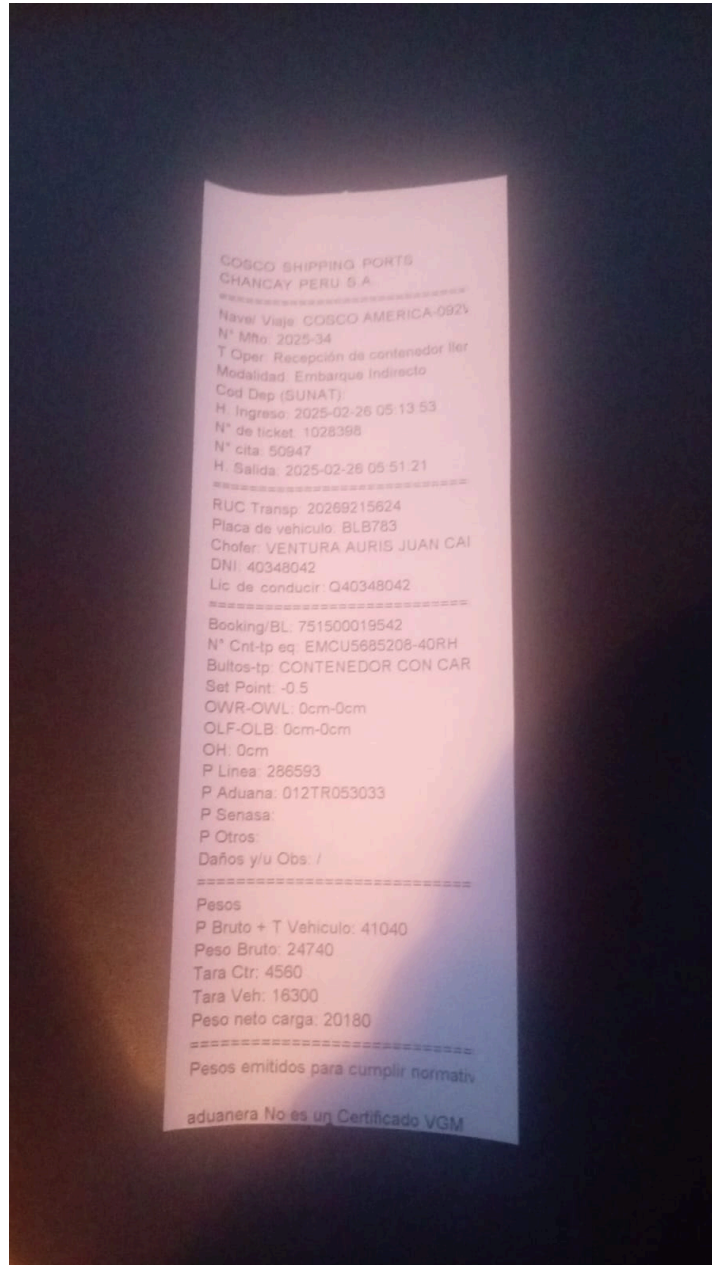 COSCO SHIPPING PORTS
CHANCAY PERU S.A.
==========================
Nave/ Viaje: COSCO AMERICA-092
N° Mfto: 2025-34
T Oper: Recepción de contenedor
Modalidad: Embarque Indirecto
Cod Dep (SUNAT):
H. Ingreso: 2025-02-26 05:13:53
N° de ticket: 1028398
N° cita: 50947
H. Salida: 2025-02-26 05:51:21
==========================
RUC Transp: 20269215624
Placa de vehiculo: BLB783
Chofer: VENTURA AURIS JUAN CAI
DNI: 40348042
Lic de conducir: Q40348042
==========================
Booking/BL: 751500019542
N° Cnt-tp eq: EMCU5685208-40RH
Bultos-tp: CONTENEDOR CON CAR
Set Point: -0.5
OWR-OWL: 0cm-0cm
OLF-OLB: 0cm-0cm
OH: 0cm
P Linea: 286593
P Aduana: 012TR053033
P Senasa:
P Otros:
Daños y/u Obs: /
============================
Pesos
P Bruto + T Vehiculo: 41040
Peso Bruto: 24740
Tara Ctr: 4560
Tara Veh: 16300
Peso neto carga: 20180
============================
Pesos emitidos para cumplir normativ
aduanera No es un Certificado VGM